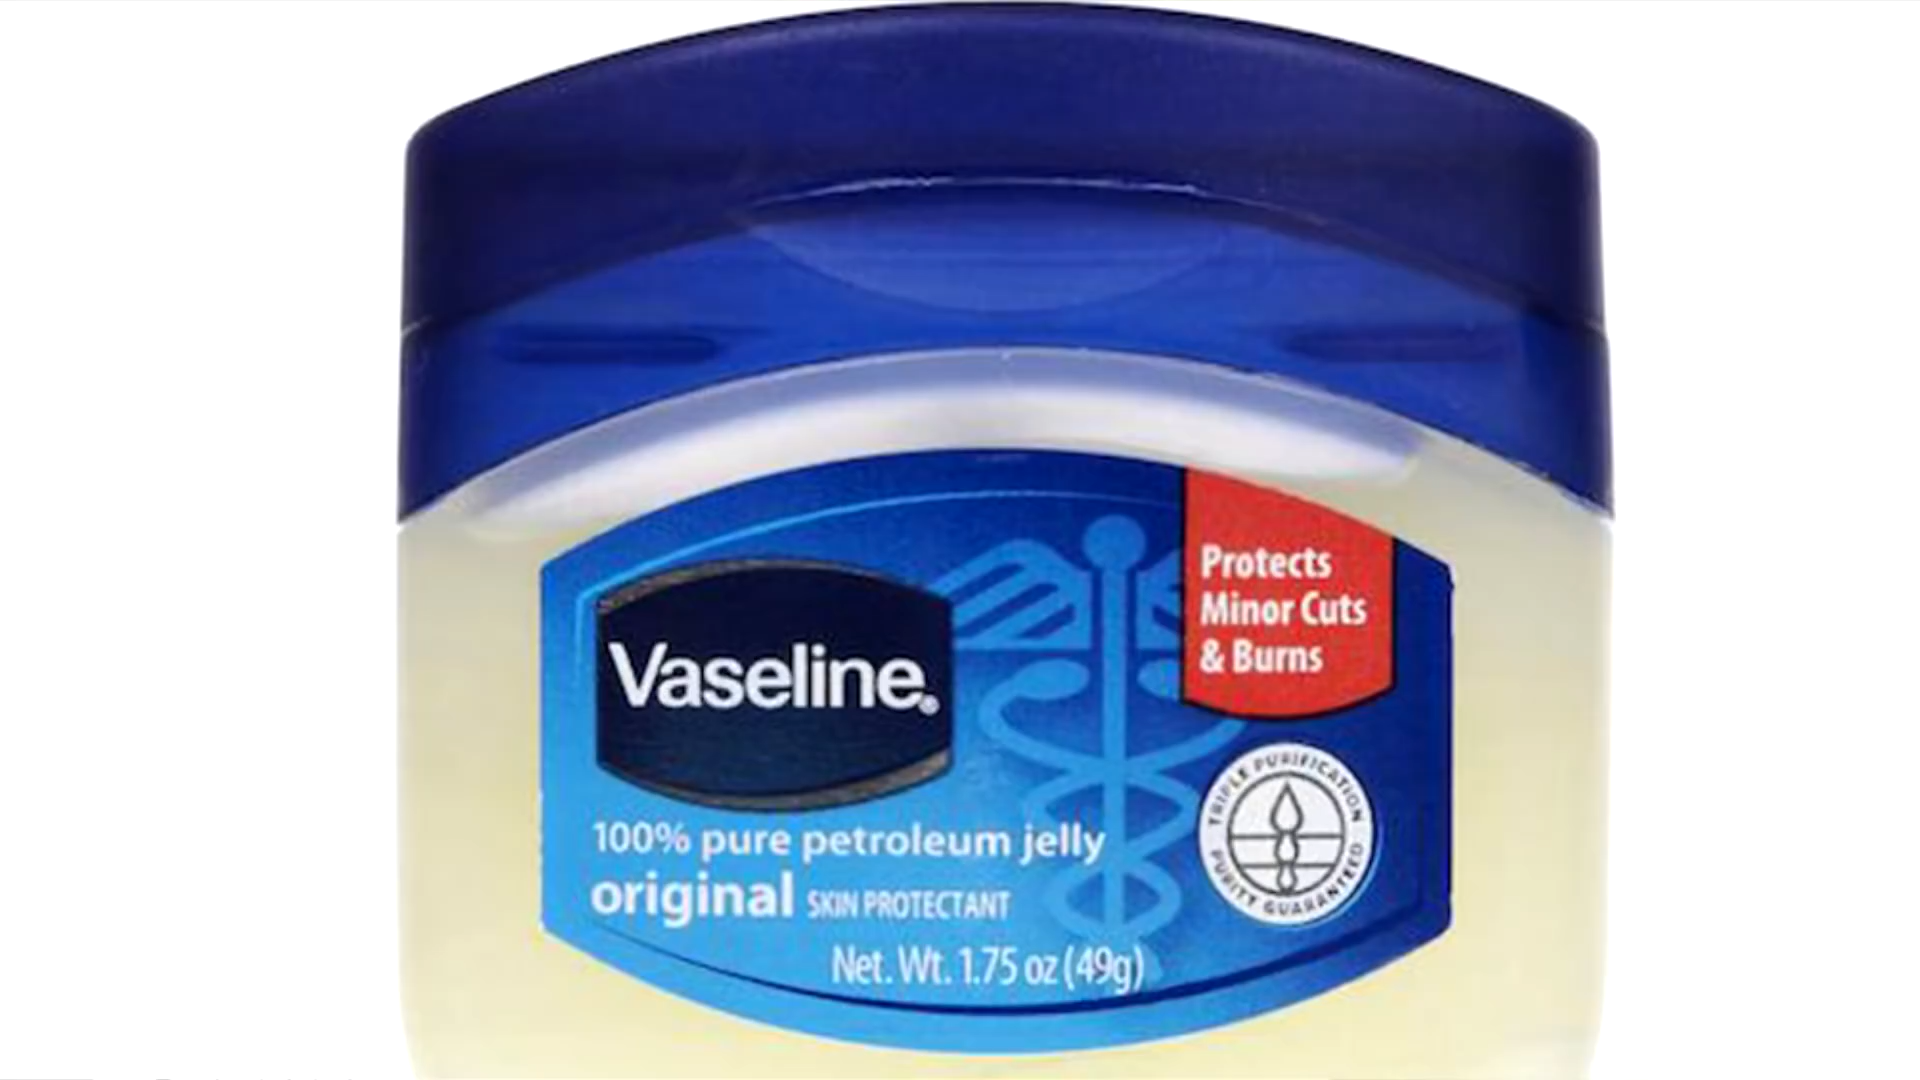 Protects
Minor Cuts
& Burns
Vaseline®
TRIPLE PURIFICATION
PURITY GUARANTEED
100% pure petroleum jelly
original SKIN PROTECTANT
Net. Wt. 1.75 oz (49g)